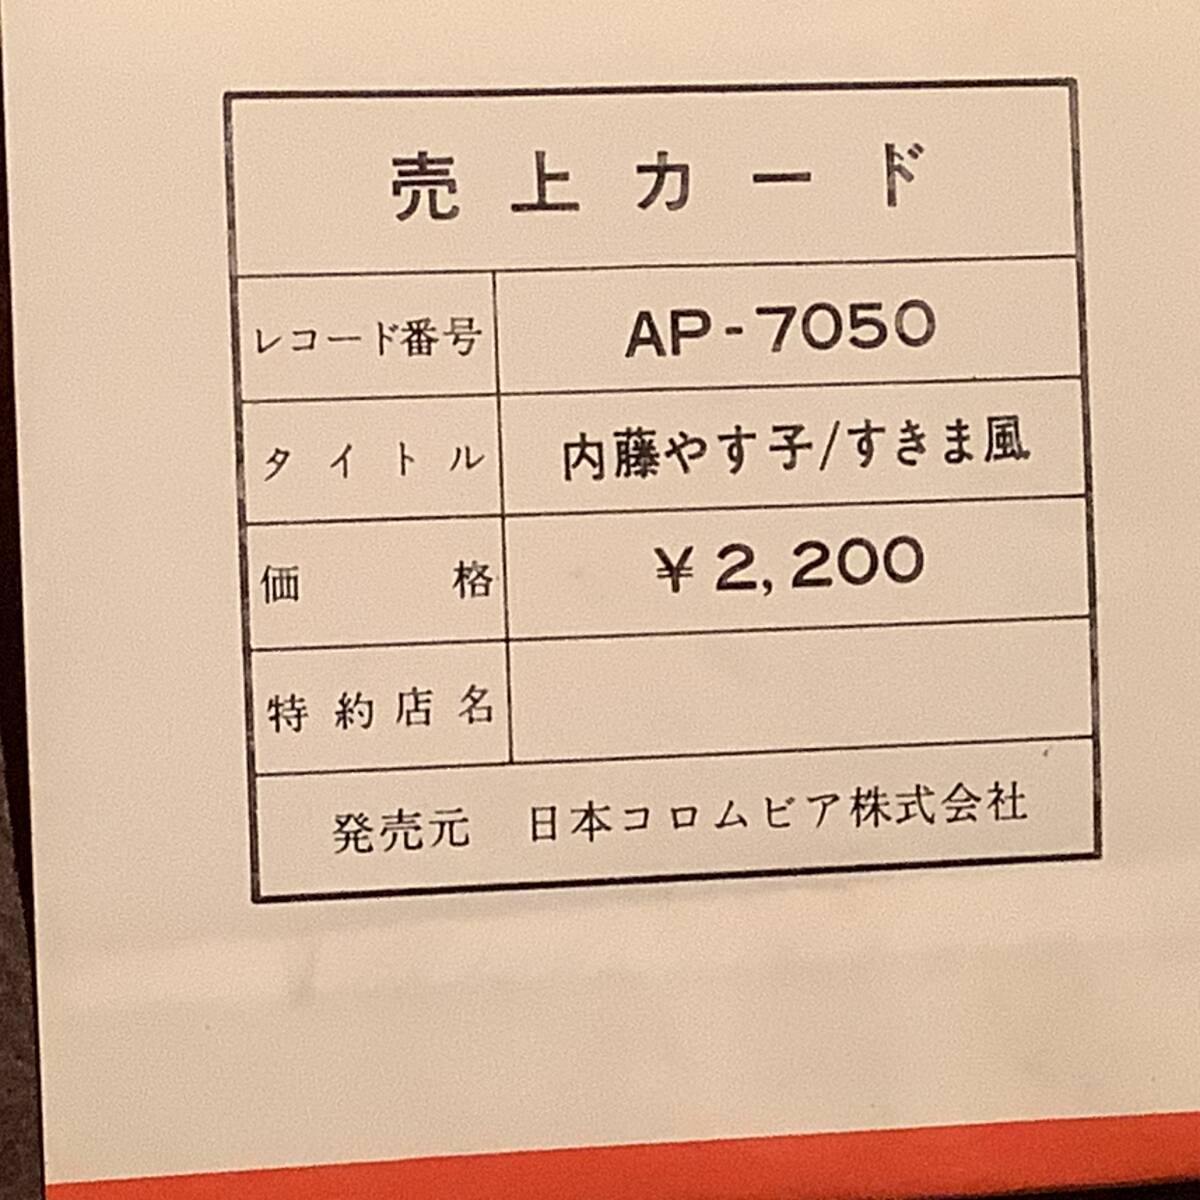 売上カード
レコード番号 AP-7050
タイトル 内藤やす子/すきま風
価格 ¥2,200
特約店名
発売元 日本コロムビア株式会社